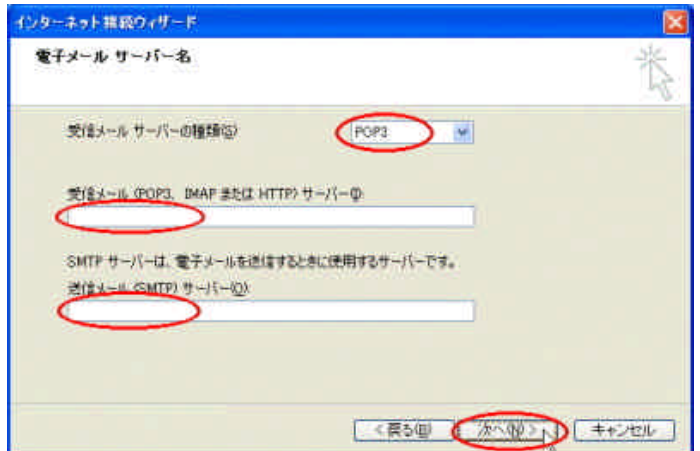 インターネット接続ウィザード
電子メール サーバー名
受信メール サーバーの種類(S)
POP3
受信メール (POP3、IMAP または HTTP) サーバー(I):
SMTP サーバーは、電子メールを送信するときに使用するサーバーです。
送信メール (SMTP) サーバー(O):
< 戻る(B) 次へ(N) > キャンセル